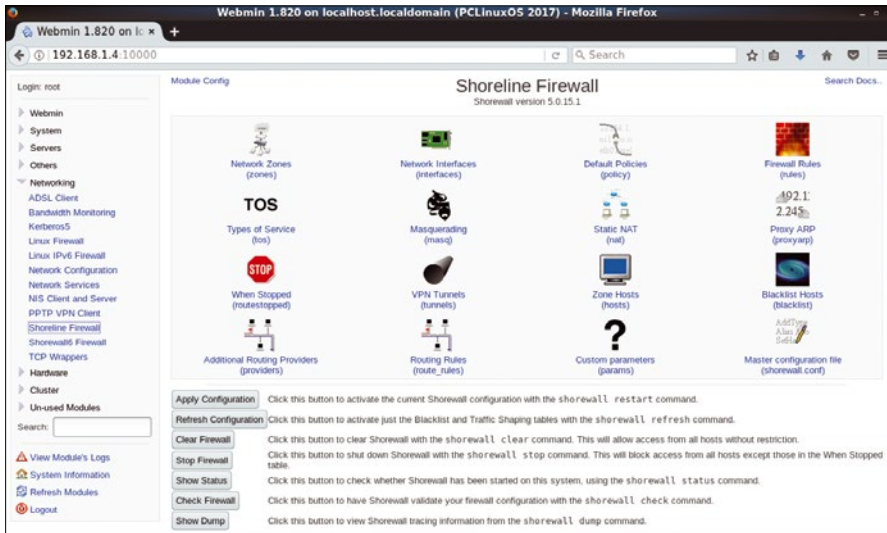 Webmin 1.820 on localhost.localdomain (PCLinuxOS 2017) - Mozilla Firefox
Webmin 1.820 on lo
192.168.1.4:10000
Search
Login: root
Webmin
System
Servers
Others
Networking
ADSL Client
Bandwidth Monitoring
Kerberos5
Linux Firewall
Linux IPv6 Firewall
Network Configuration
Network Services
NIS Client and Server
PPTP VPN Client
Shoreline Firewall
Shorewall6 Firewall
TCP Wrappers
Hardware
Cluster
Un-used Modules
Search:
View Module's Logs
System Information
Refresh Modules
Logout
Module Config
Shoreline Firewall
Search Docs..
Shorewall version 5.0.15.1
Network Zones
(zones)
Network Interfaces
(interfaces)
Default Policies
(policy)
Firewall Rules
(rules)
TOS
Types of Service
(tos)
Masquerading
(masq)
Static NAT
(nat)
192.1
2.245
Proxy ARP
(proxyarp)
STOP
When Stopped
(routestopped)
VPN Tunnels
(tunnels)
Zone Hosts
(hosts)
Blacklist Hosts
(blacklist)
Additional Routing Providers
(providers)
Routing Rules
(route_rules)
?
Custom parameters
(params)
AddType
Alias
Master configuration file
(shorewall.conf)
Apply Configuration Click this button to activate the current Shorewall configuration with the shorewall restart command.
Refresh Configuration Click this button to activate just the Blacklist and Traffic Shaping tables with the shorewall refresh command.
Clear Firewall Click this button to clear Shorewall with the shorewall clear command. This will allow access from all hosts without restriction.
Stop Firewall Click this button to shut down Shorewall with the shorewall stop command. This will block access from all hosts except those in the When Stopped
table.
Show Status Click this button to check whether Shorewall has been started on this system, using the shorewall status command.
Check Firewall Click this button to have Shorewall validate your firewall configuration with the shorewall check command.
Show Dump Click this button to view Shorewall tracing information from the shorewall dump command.